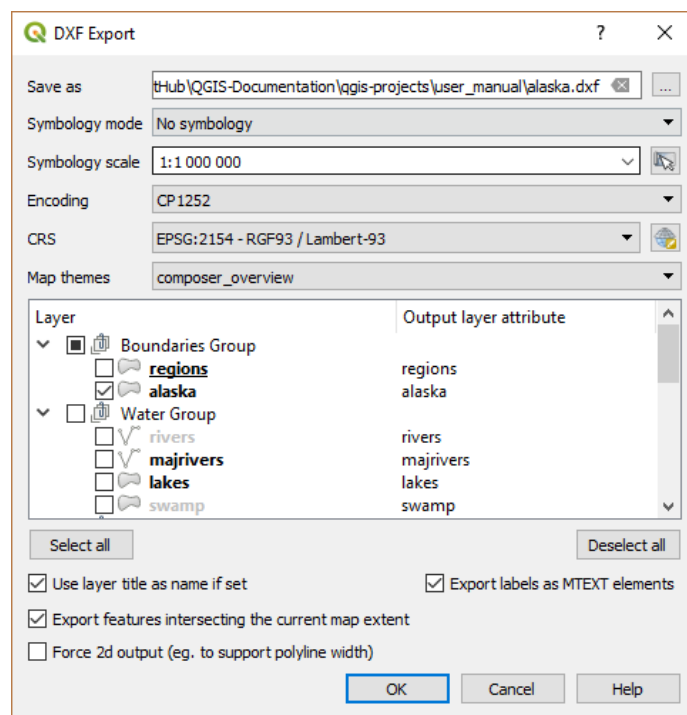 DXF Export ?
Save as tHub\QGIS-Documentation\qgis-projects\user_manual\alaska.dxf ...
Symbology mode No symbology
Symbology scale 1:1 000 000
Encoding CP1252
CRS EPSG:2154 - RGF93 / Lambert-93
Map themes composer_overview
Layer Output layer attribute
Boundaries Group
regions regions
alaska alaska
Water Group
rivers rivers
majrivers majrivers
lakes lakes
swamp swamp
Select all Deselect all
Use layer title as name if set Export labels as MTEXT elements
Export features intersecting the current map extent
Force 2d output (eg. to support polyline width)
OK Cancel Help